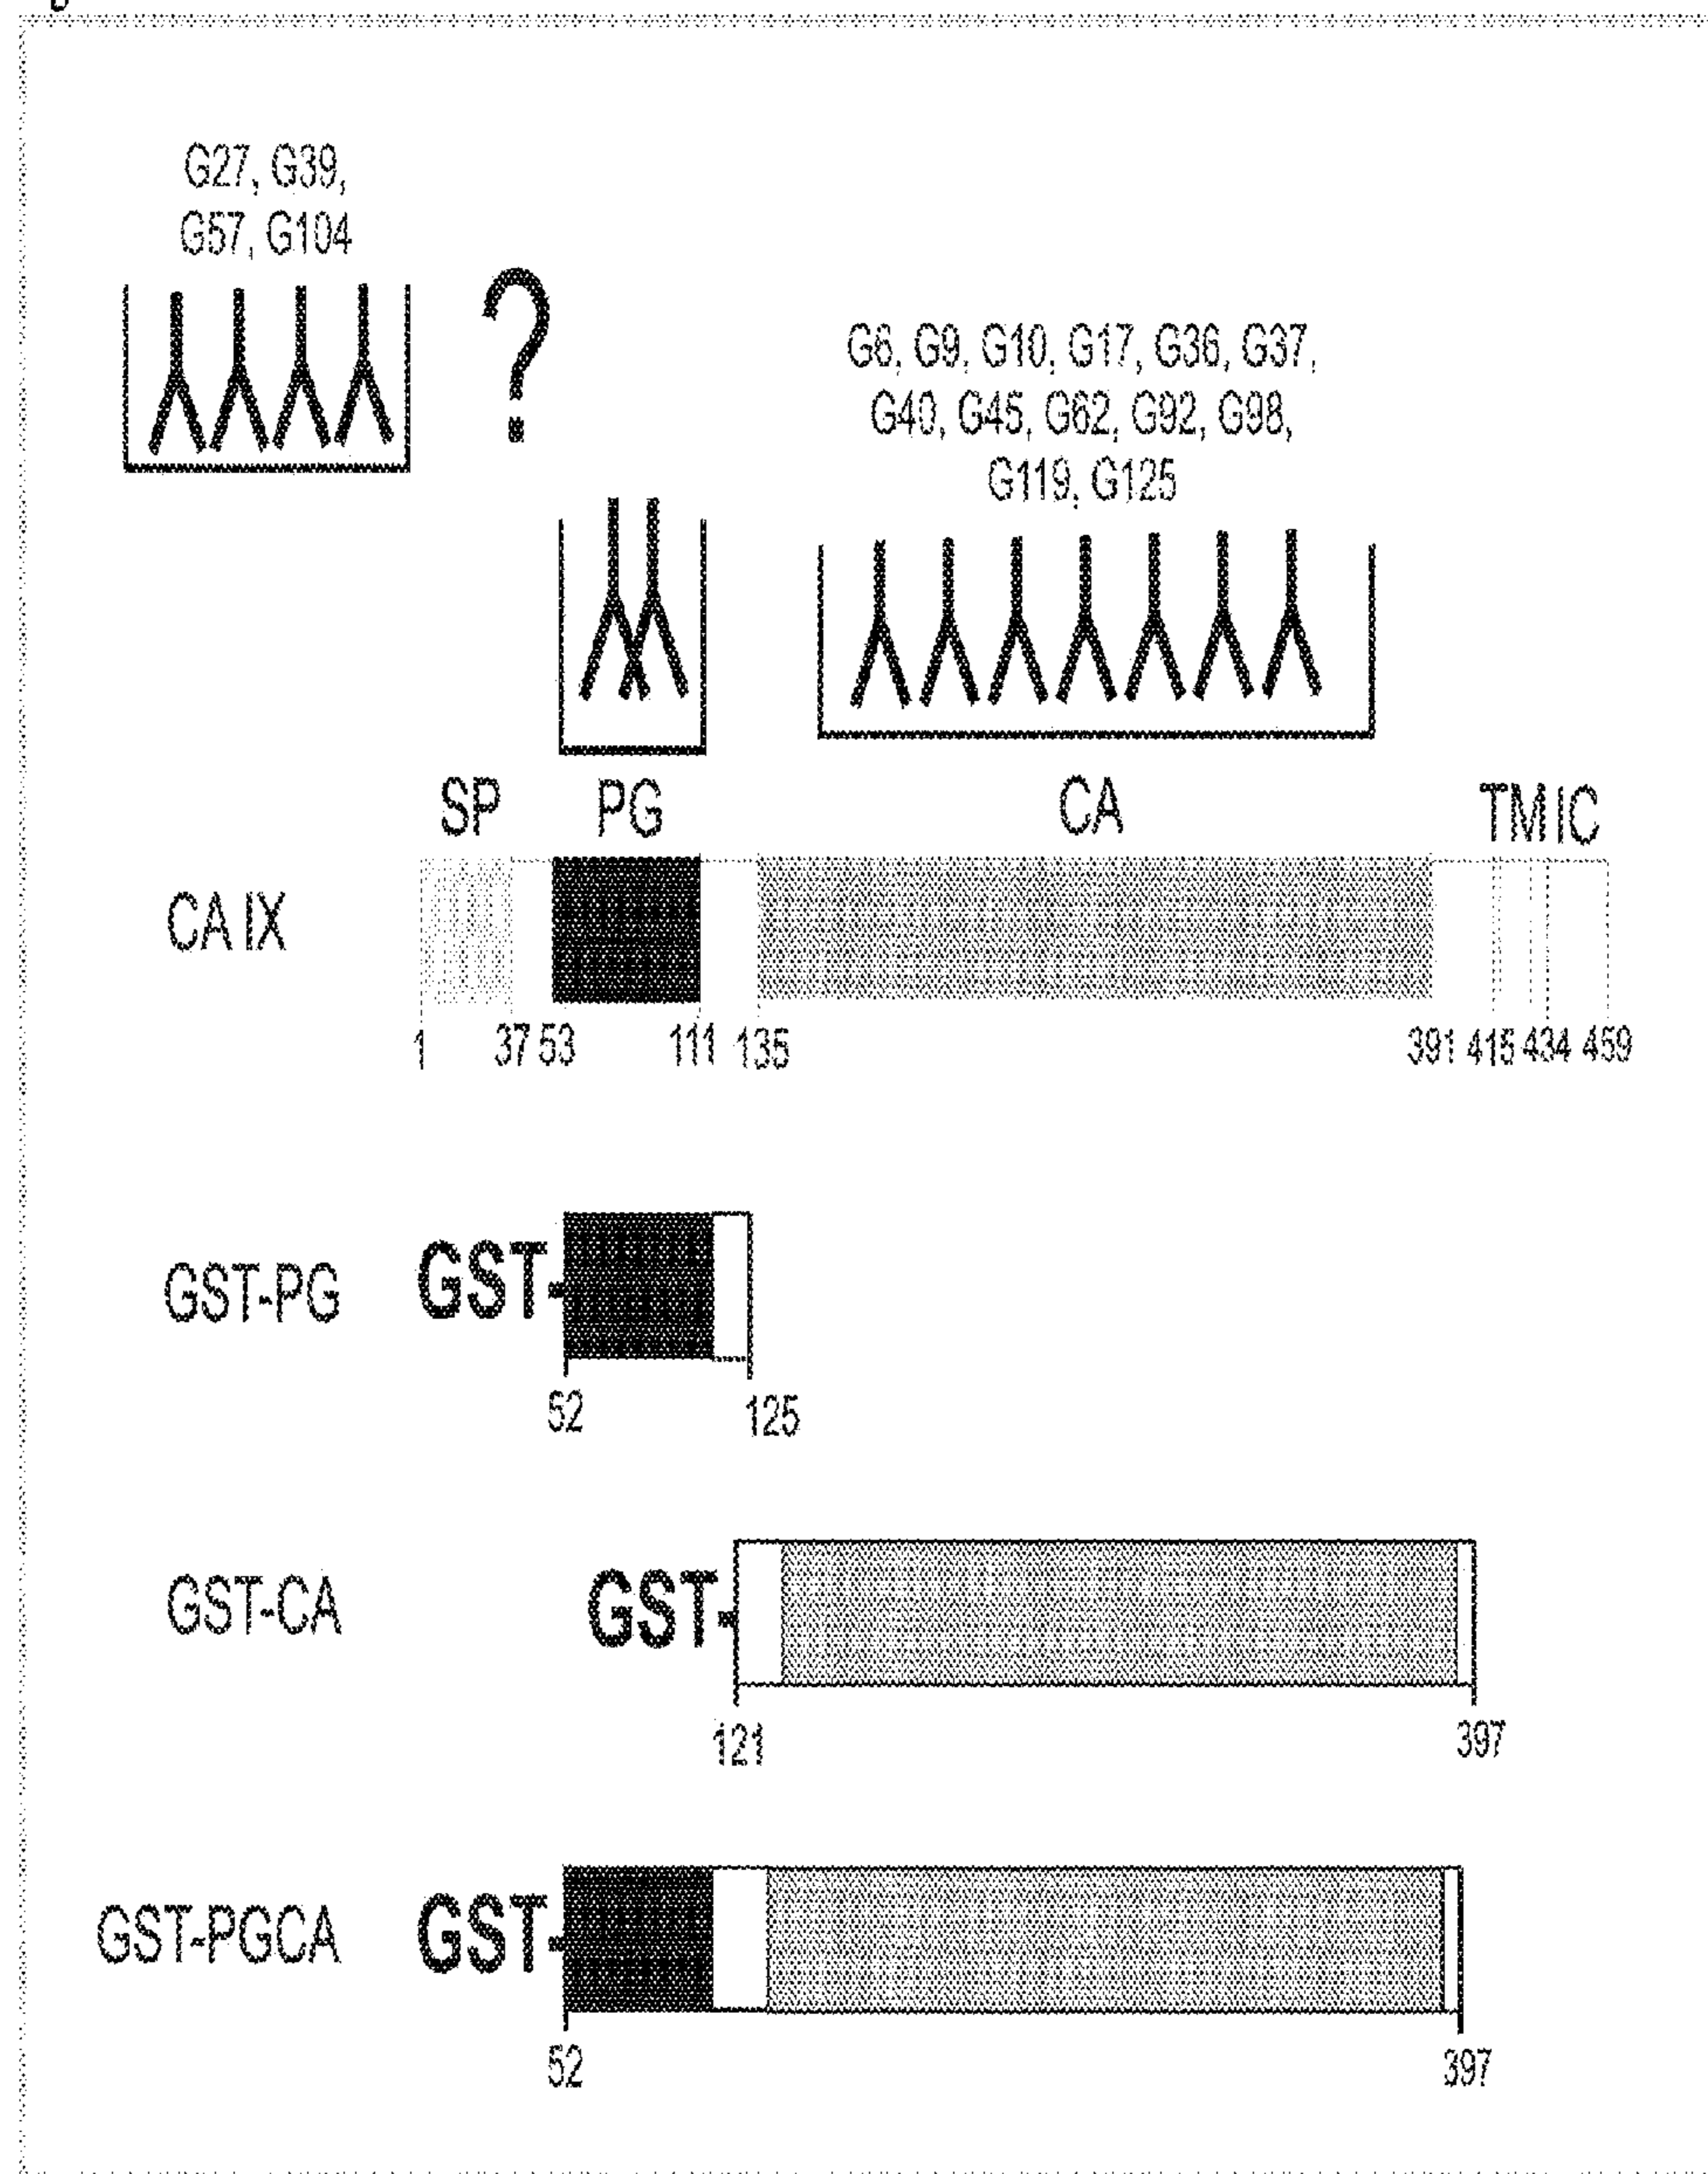 G27, G39,
G57, G104
?
G6, G9, G10, G17, G36, G37,
G40, G45, G62, G92, G98,
G119, G125
SP PG CA TM IC
CA IX
1 37 53 111 135 391 415 434 459
GST-PG GST
52 125
GST-CA GST
121 397
GST-PGCA GST
52 397